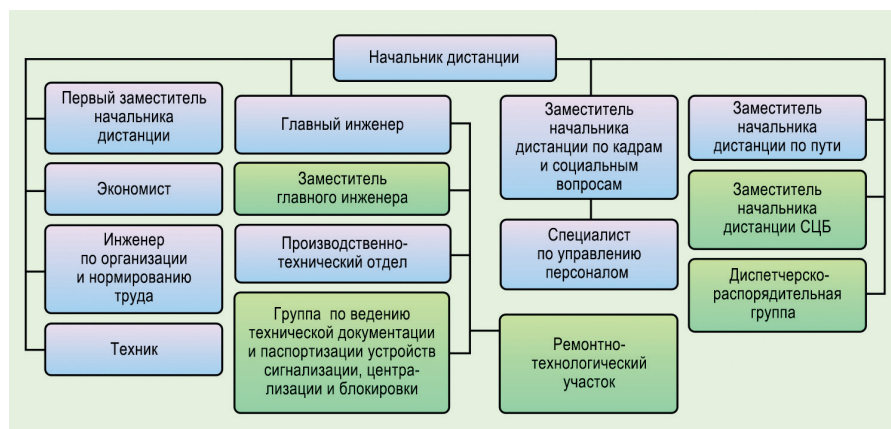 Начальник дистанции
Первый заместитель
начальника
дистанции
Экономист
Инженер
по организации
и нормированию
труда
Техник
Главный инженер
Заместитель
главного инженера
Производственно-
технический отдел
Группа по ведению
технической документации
и паспортизации устройств
сигнализации, центра-
лизации и блокировки
Заместитель
начальника
дистанции по кадрам
и социальным
вопросам
Специалист
по управлению
персоналом
Ремонтно-
технологический
участок
Заместитель
начальника
дистанции по пути
Заместитель
начальника
дистанции СЦБ
Диспетчерско-
распорядительная
группа